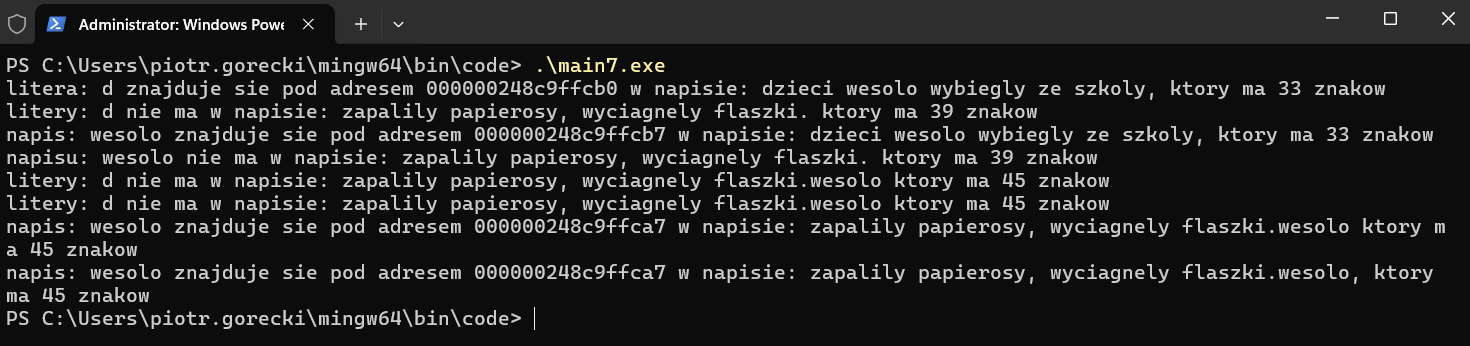 Administrator: Windows Powe
PS C:\Users\piotr.gorecki\mingw64\bin\code> .\main7.exe
litera: d znajduje sie pod adresem 000000248c9ffcb0 w napisie: dzieci wesolo wybiegly ze szkoly, ktory ma 33 znakow
litery: d nie ma w napisie: zapalily papierosy, wyciagnely flaszki. ktory ma 39 znakow
napis: wesolo znajduje sie pod adresem 000000248c9ffcb7 w napisie: dzieci wesolo wybiegly ze szkoly, ktory ma 33 znakow
napisu: wesolo nie ma w napisie: zapalily papierosy, wyciagnely flaszki. ktory ma 39 znakow
litery: d nie ma w napisie: zapalily papierosy, wyciagnely flaszki.wesolo ktory ma 45 znakow
litery: d nie ma w napisie: zapalily papierosy, wyciagnely flaszki.wesolo ktory ma 45 znakow
napis: wesolo znajduje sie pod adresem 000000248c9ffca7 w napisie: zapalily papierosy, wyciagnely flaszki.wesolo ktory m
a 45 znakow
napis: wesolo znajduje sie pod adresem 000000248c9ffca7 w napisie: zapalily papierosy, wyciagnely flaszki.wesolo, ktory
ma 45 znakow
PS C:\Users\piotr.gorecki\mingw64\bin\code>